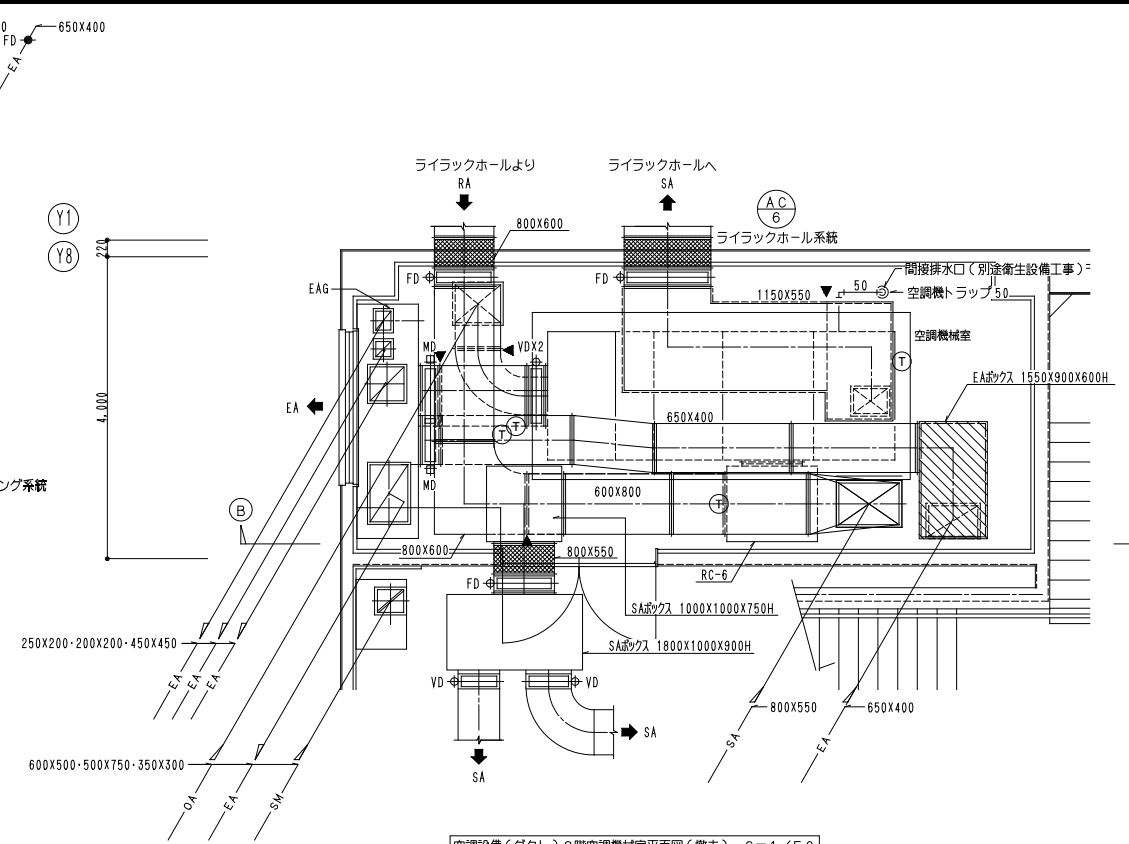 650X400
FD
EA
ライラックホールより
RA
ライラックホールへ
SA
AC
6
ライラックホール系統
Y1
Y8
220
4,000
800X600
FD
FD
EAG
1150X550
50
間接排水口(別途衛生設備工事)
空調機トラップ50
空調機械室
MD
VDX2
T
EAボックス 1550X900X600H
EA
650X400
T
T
MD
600X800
T
ング系統
B
800X600
800X550
RC-6
FD
SAボックス 1000X1000X750H
SAボックス 1800X1000X900H
250X200・200X200・450X450
EA
EA
EA
VD
VD
800X550
650X400
SA
SA
EA
SA
600X500・500X750・350X300
OA
EA
SM